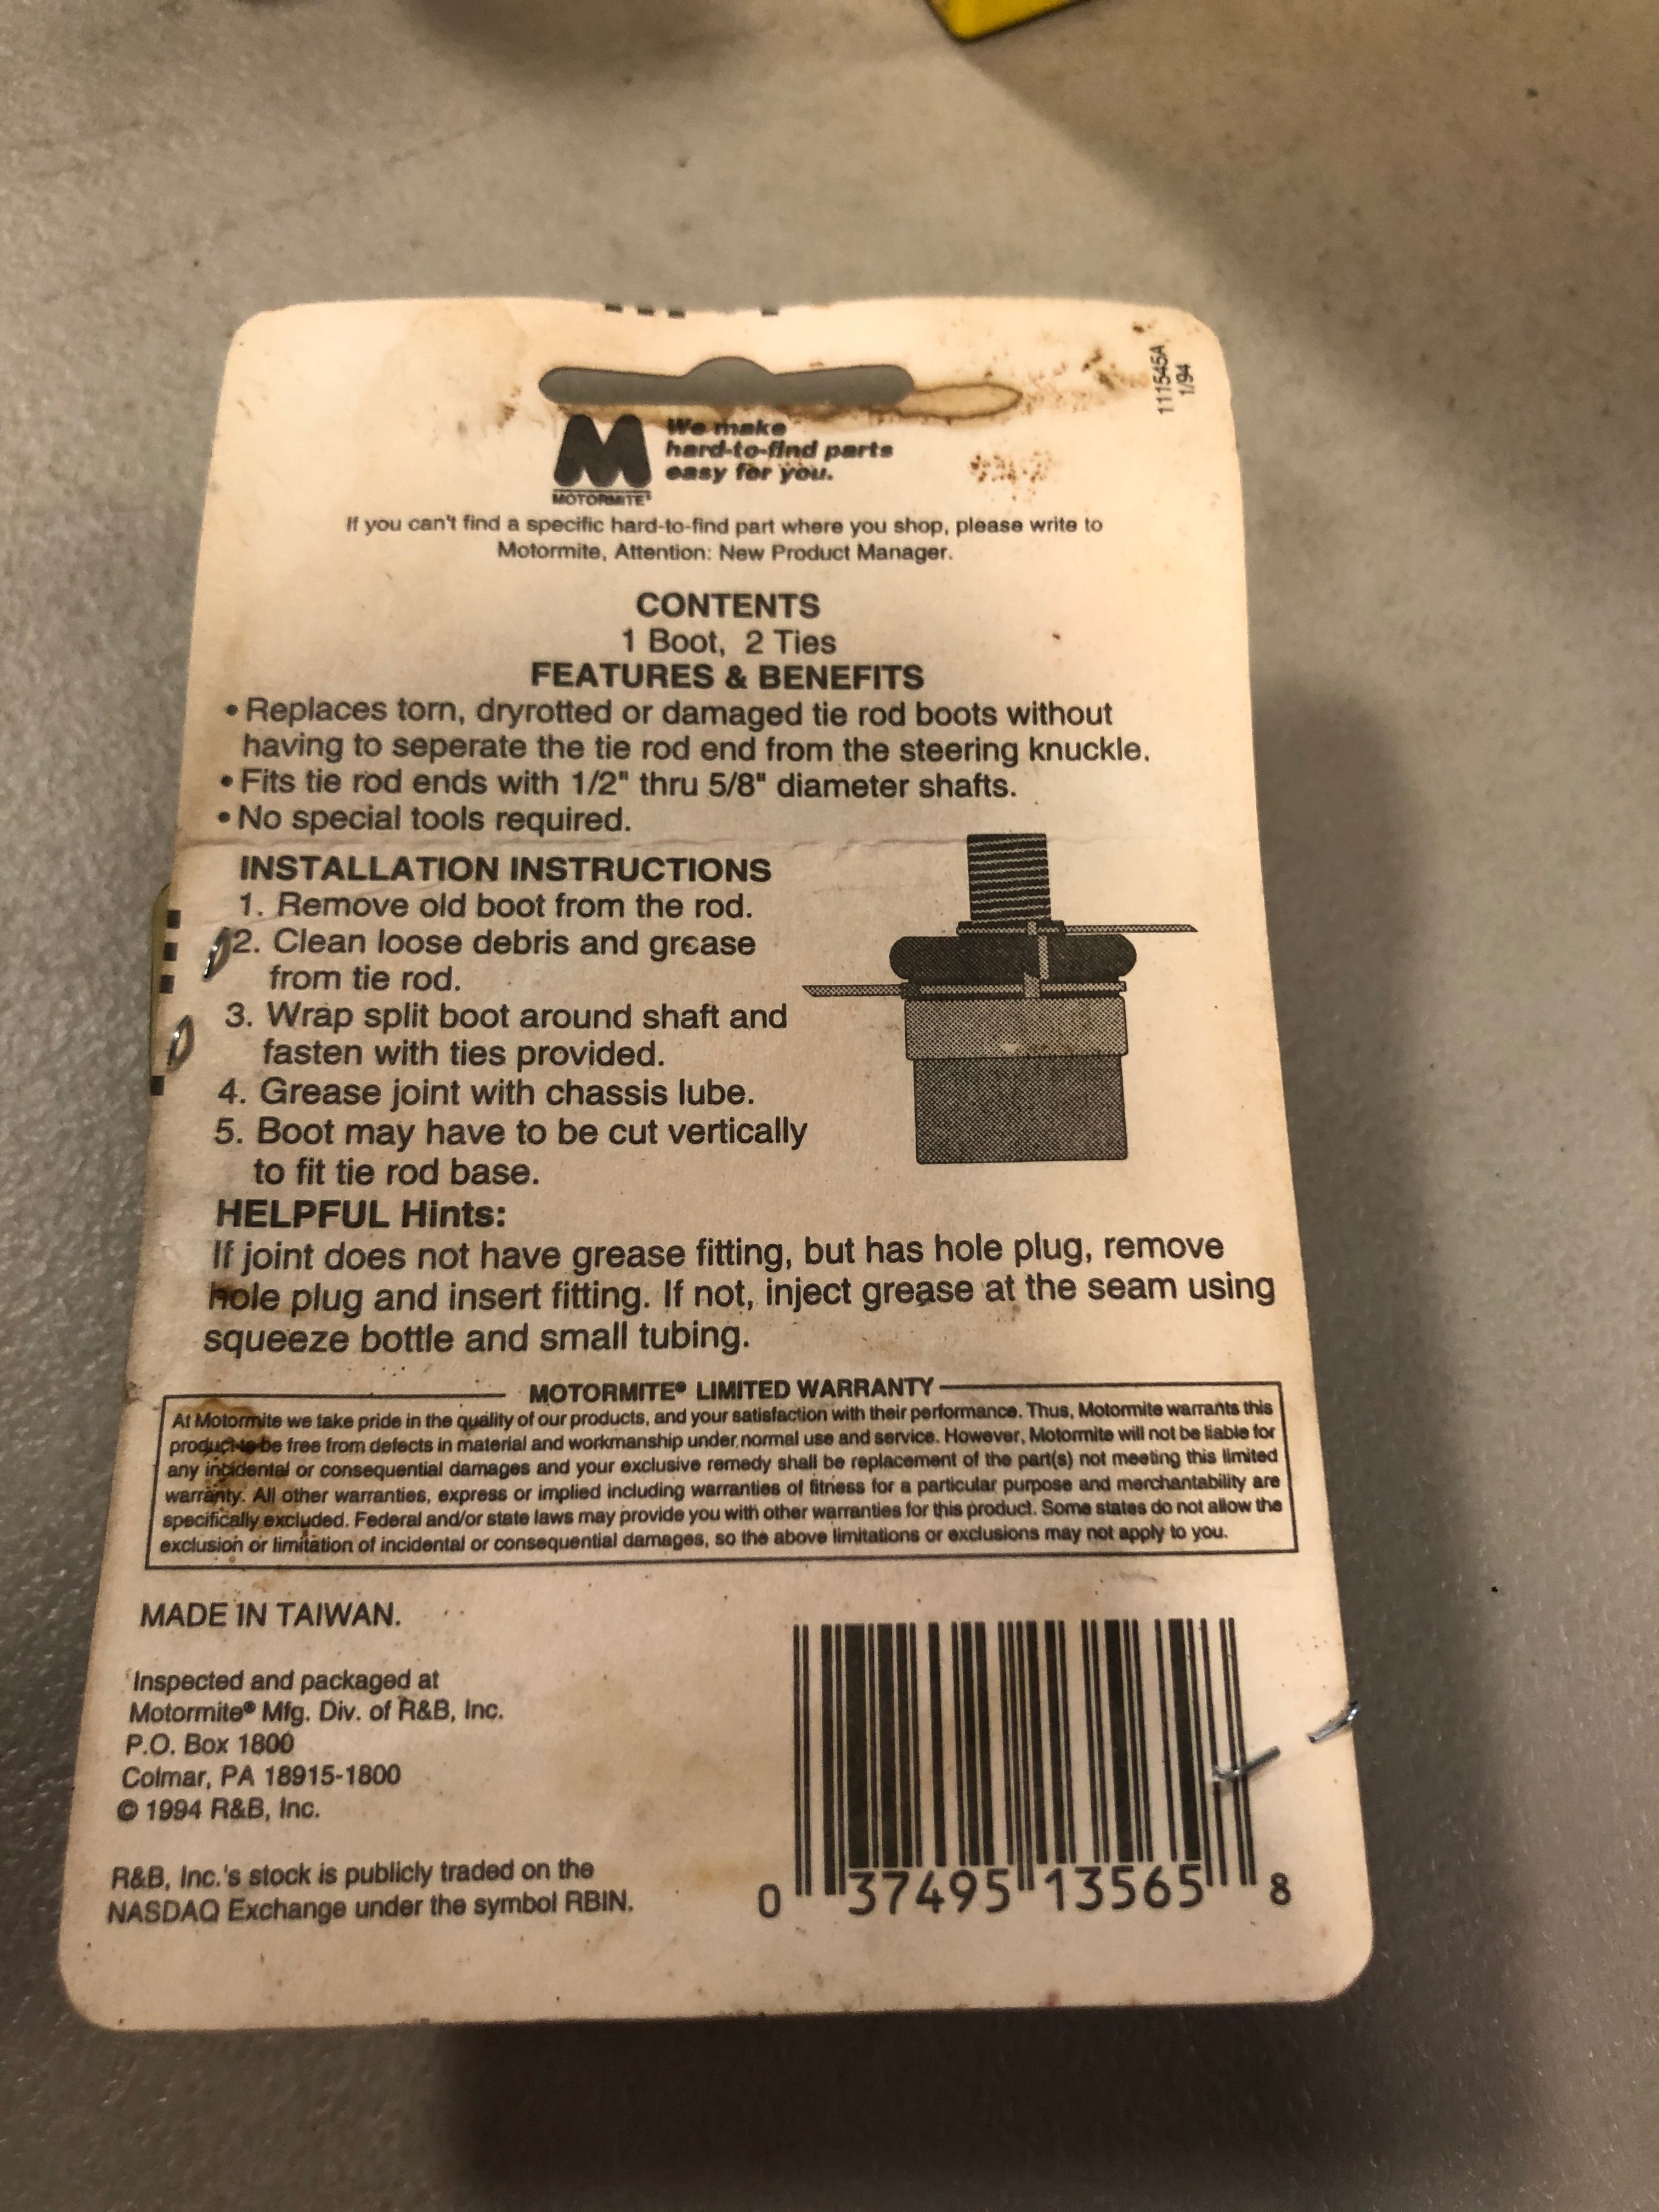 111545A
1/94
We make
hard-to-find parts
easy for you.
MOTORMITE®
If you can't find a specific hard-to-find part where you shop, please write to
Motormite, Attention: New Product Manager.
CONTENTS
1 Boot, 2 Ties
FEATURES & BENEFITS
• Replaces torn, dryrotted or damaged tie rod boots without
having to seperate the tie rod end from the steering knuckle.
• Fits tie rod ends with 1/2" thru 5/8" diameter shafts.
• No special tools required.
INSTALLATION INSTRUCTIONS
1. Remove old boot from the rod.
2. Clean loose debris and grease
from tie rod.
3. Wrap split boot around shaft and
fasten with ties provided.
4. Grease joint with chassis lube.
5. Boot may have to be cut vertically
to fit tie rod base.
HELPFUL Hints:
If joint does not have grease fitting, but has hole plug, remove
hole plug and insert fitting. If not, inject grease at the seam using
squeeze bottle and small tubing.
MOTORMITE® LIMITED WARRANTY
At Motormite we take pride in the quality of our products, and your satisfaction with their performance. Thus, Motormite warrants this
product to be free from defects in material and workmanship under normal use and service. However, Motormite will not be liable for
any incidental or consequential damages and your exclusive remedy shall be replacement of the part(s) not meeting this limited
warranty. All other warranties, express or implied including warranties of fitness for a particular purpose and merchantability are
specifically excluded. Federal and/or state laws may provide you with other warranties for this product. Some states do not allow the
exclusion or limitation of incidental or consequential damages, so the above limitations or exclusions may not apply to you.
MADE IN TAIWAN.
Inspected and packaged at
Motormite® Mfg. Div. of R&B, Inc.
P.O. Box 1800
Colmar, PA 18915-1800
© 1994 R&B, Inc.
R&B, Inc.'s stock is publicly traded on the
NASDAQ Exchange under the symbol RBIN.
0 37495 13565 8